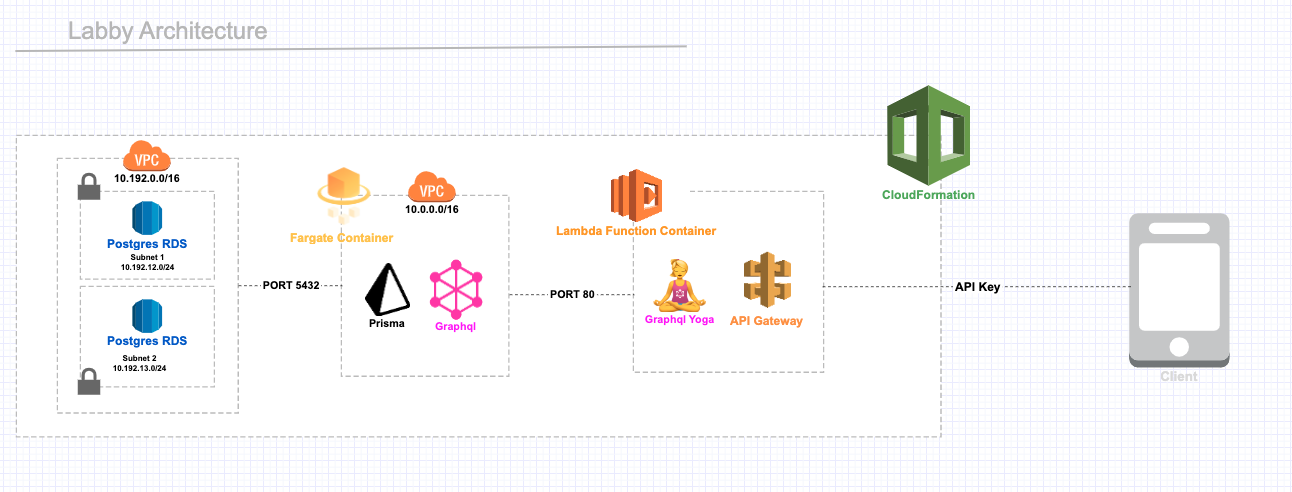 Labby Architecture
CloudFormation
VPC
10.192.0.0/16
Postgres RDS
Subnet 1
10.192.12.0/24
Postgres RDS
Subnet 2
10.192.13.0/24
PORT 5432
Fargate Container
VPC
10.0.0.0/16
Prisma
Graphql
PORT 80
Lambda Function Container
Graphql Yoga
API Gateway
API Key
Client